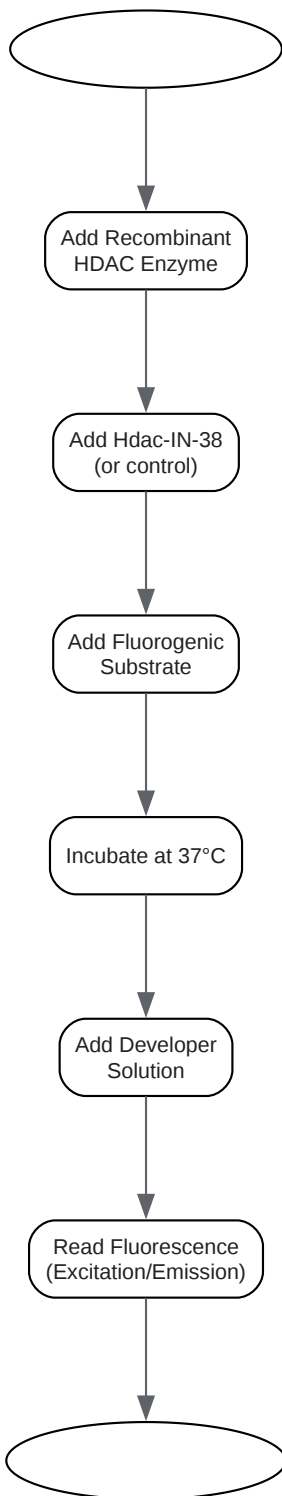 Add Recombinant
HDAC Enzyme
Add Hdac-IN-38
(or control)
Add Fluorogenic
Substrate
Incubate at 37°C
Add Developer
Solution
Read Fluorescence
(Excitation/Emission)